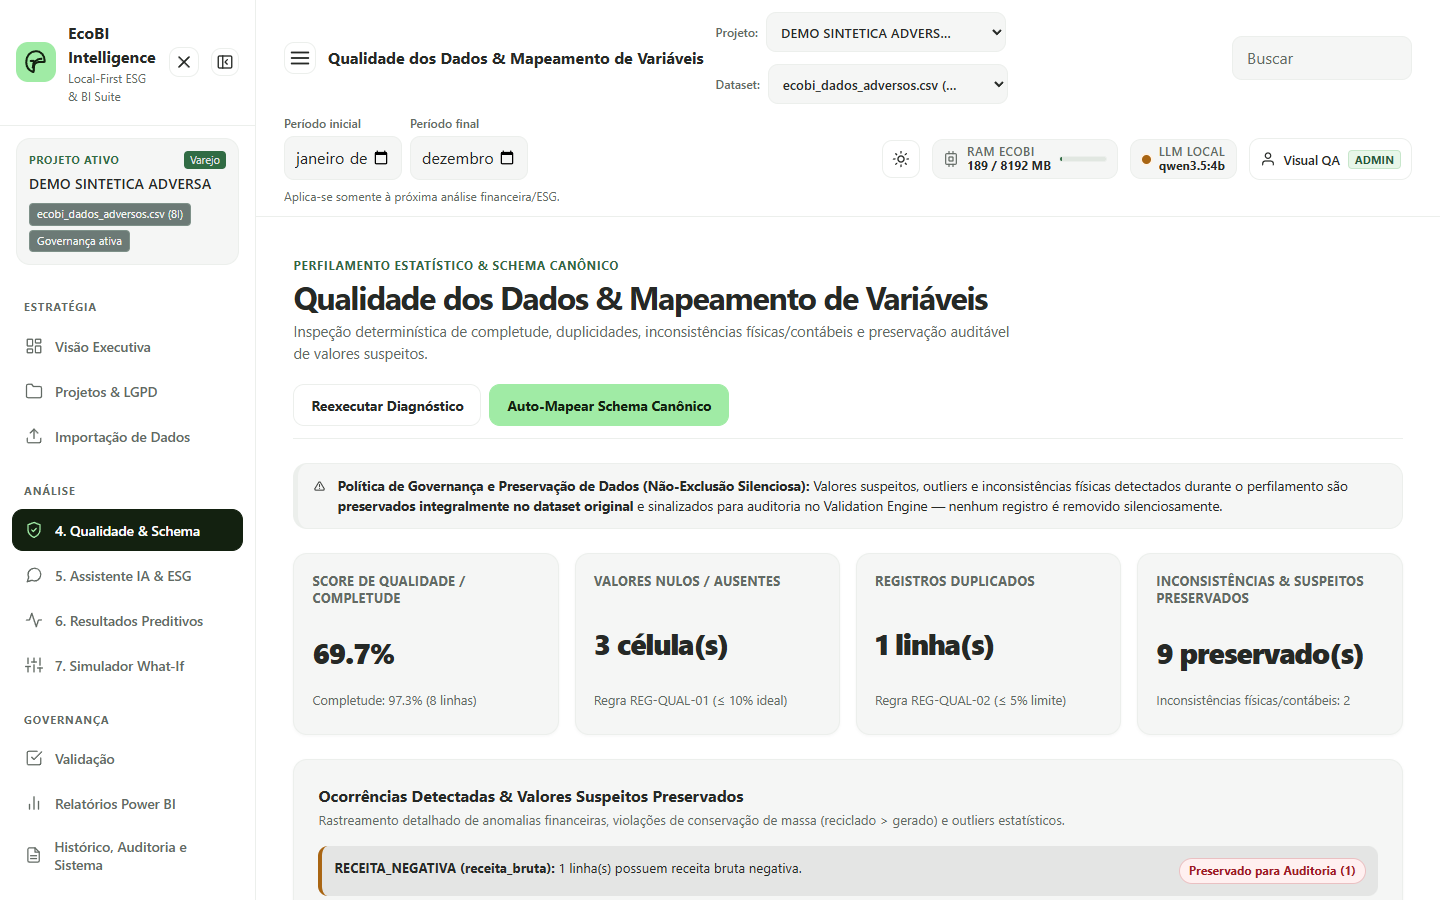 EcoBI
Intelligence
Local-First ESG
& BI Suite
PROJETO ATIVO
Varejo
DEMO SINTETICA ADVERSA
ecobi_dados_adversos.csv (8l)
Governança ativa
ESTRATÉGIA
Visão Executiva
Projetos & LGPD
Importação de Dados
ANÁLISE
4. Qualidade & Schema
5. Assistente IA & ESG
6. Resultados Preditivos
7. Simulador What-If
GOVERNANÇA
Validação
Relatórios Power BI
Histórico, Auditoria e
Sistema
Qualidade dos Dados & Mapeamento de Variáveis
Projeto:
DEMO SINTETICA ADVERS...
Dataset:
ecobi_dados_adversos.csv (...
Buscar
Período inicial
Período final
janeiro de
dezembro
Aplica-se somente à próxima análise financeira/ESG.
RAM ECOBI
189 / 8192 MB
LLM LOCAL
qwen3.5:4b
Visual QA
ADMIN
PERFILAMENTO ESTATÍSTICO & SCHEMA CANÔNICO
Qualidade dos Dados & Mapeamento de Variáveis
Inspeção determinística de completude, duplicidades, inconsistências físicas/contábeis e preservação auditável
de valores suspeitos.
Reexecutar Diagnóstico
Auto-Mapear Schema Canônico
Política de Governança e Preservação de Dados (Não-Exclusão Silenciosa): Valores suspeitos, outliers e inconsistências físicas detectados durante o perfilamento são
preservados integralmente no dataset original e sinalizados para auditoria no Validation Engine — nenhum registro é removido silenciosamente.
SCORE DE QUALIDADE /
COMPLETUDE
69.7%
Completude: 97.3% (8 linhas)
VALORES NULOS / AUSENTES
3 célula(s)
Regra REG-QUAL-01 (≤ 10% ideal)
REGISTROS DUPLICADOS
1 linha(s)
Regra REG-QUAL-02 (≤ 5% limite)
INCONSISTÊNCIAS & SUSPEITOS
PRESERVADOS
9 preservado(s)
Inconsistências físicas/contábeis: 2
Ocorrências Detectadas & Valores Suspeitos Preservados
Rastreamento detalhado de anomalias financeiras, violações de conservação de massa (reciclado > gerado) e outliers estatísticos.
RECEITA_NEGATIVA (receita_bruta): 1 linha(s) possuem receita bruta negativa.
Preservado para Auditoria (1)